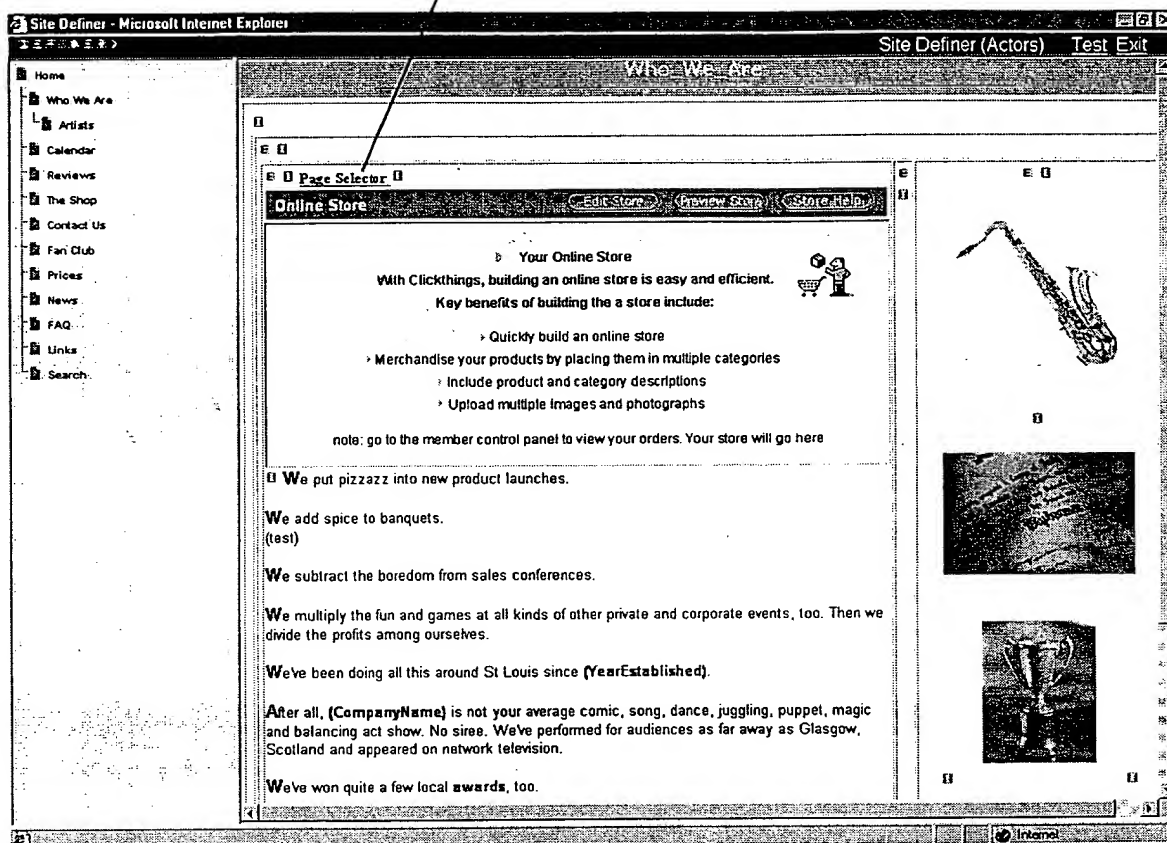 Site Definer - Microsoft Internet Explorer
DEFINER>
Site Definer (Actors) Test Exit
Home
Who We Are
Artists
Calendar
Reviews
The Shop
Contact Us
Fan Club
Prices
News
FAQ
Links
Search
Who We Are
I
E I
E I Page Selector I
Online Store Edit Store Preview Store Store Help
Your Online Store
With Clickthings, building an online store is easy and efficient.
Key benefits of building the a store include:
› Quickly build an online store
› Merchandise your products by placing them in multiple categories
› Include product and category descriptions
› Upload multiple images and photographs
note: go to the member control panel to view your orders. Your store will go here
I We put pizzazz into new product launches.
We add spice to banquets.
(test)
We subtract the boredom from sales conferences.
We multiply the fun and games at all kinds of other private and corporate events, too. Then we
divide the profits among ourselves.
We've been doing all this around St Louis since (YearEstablished).
After all, (CompanyName) is not your average comic, song, dance, juggling, puppet, magic
and balancing act show. No siree. We've performed for audiences as far away as Glasgow,
Scotland and appeared on network television.
We've won quite a few local awards, too.
E
I
E I
I
I I
Internet